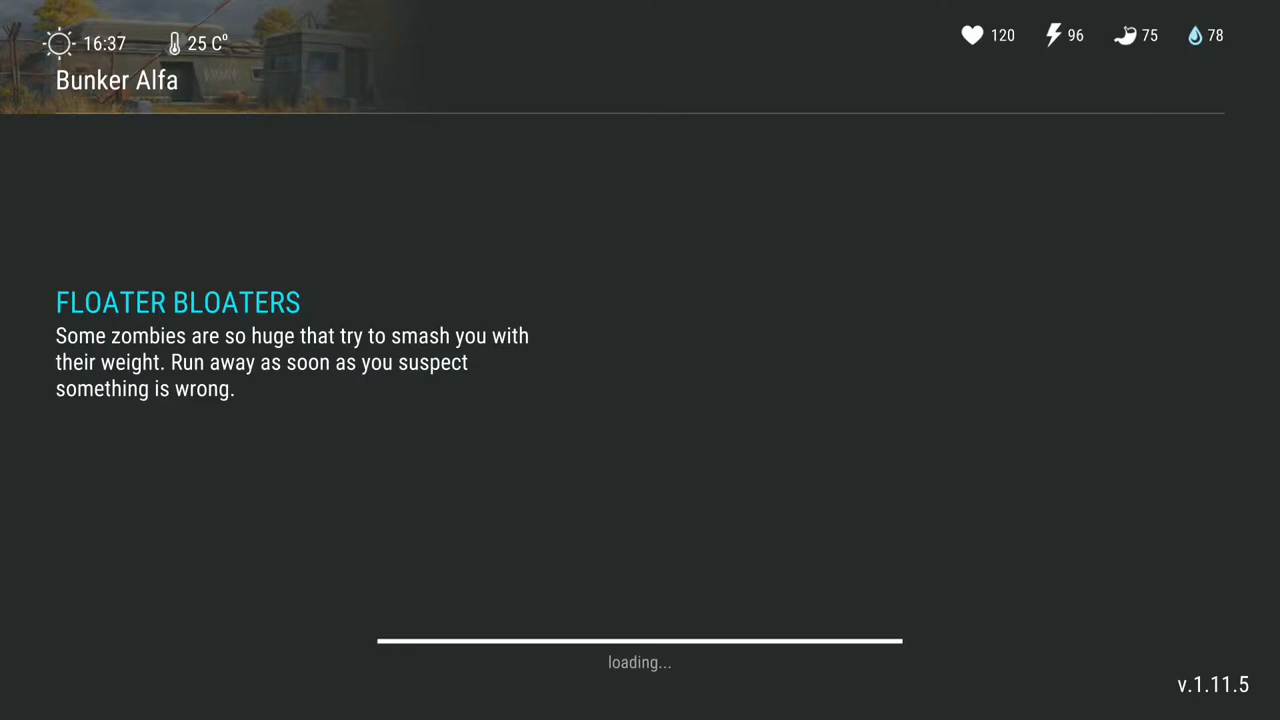 16:37 25 Cº
120 96 75 78
Bunker Alfa
FLOATER BLOATERS
Some zombies are so huge that try to smash you with
their weight. Run away as soon as you suspect
something is wrong.
loading...
v.1.11.5